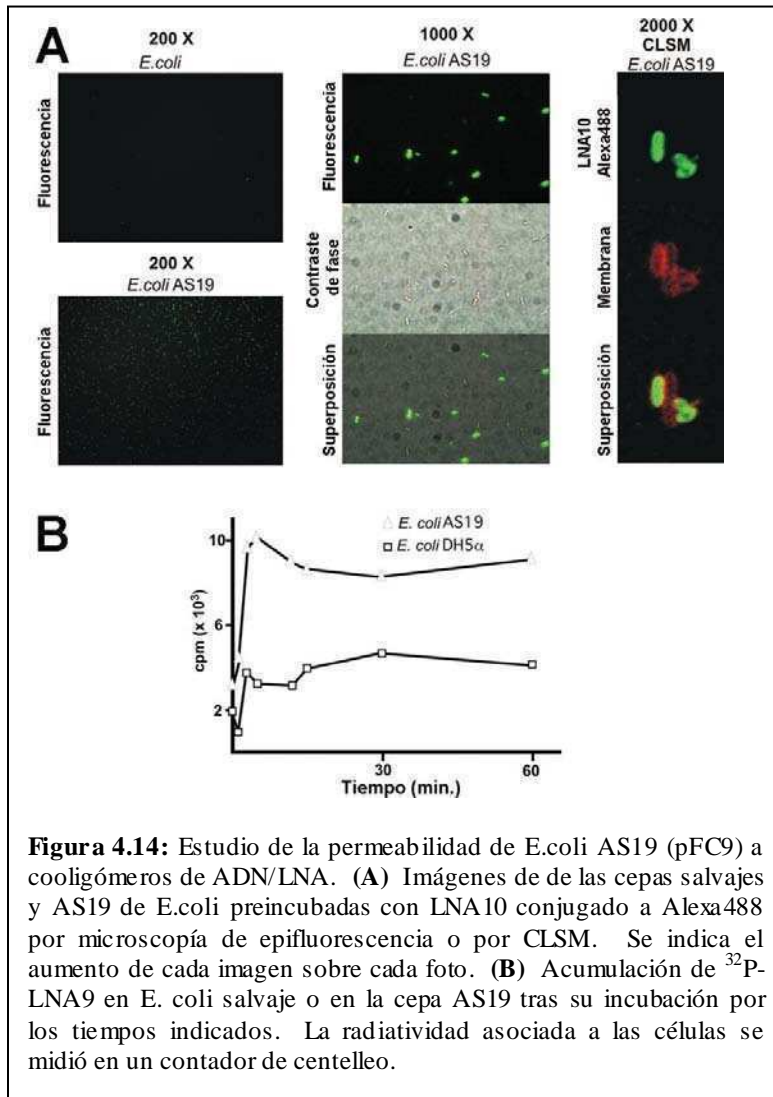 A
200 X
E.coli
Fluorescencia
200 X
E.coli AS19
Fluorescencia
1000 X
E.coli AS19
Fluorescencia
Contraste
de fase
Superposición
2000 X
CLSM
E.coli AS19
LNA10
Alexa488
Membrana
Superposición
B
E. coli AS19
E. coli DH5α
cpm (x 10³)
10
6
2
30
60
Tiempo (min.)
Figura 4.14: Estudio de la permeabilidad de E.coli AS19 (pFC9) a
cooligómeros de ADN/LNA. (A) Imágenes de de las cepas salvajes
y AS19 de E.coli preincubadas con LNA10 conjugado a Alexa488
por microscopía de epifluorescencia o por CLSM. Se indica el
aumento de cada imagen sobre cada foto. (B) Acumulación de ³²P-
LNA9 en E. coli salvaje o en la cepa AS19 tras su incubación por
los tiempos indicados. La radiatividad asociada a las células se
midió en un contador de centelleo.